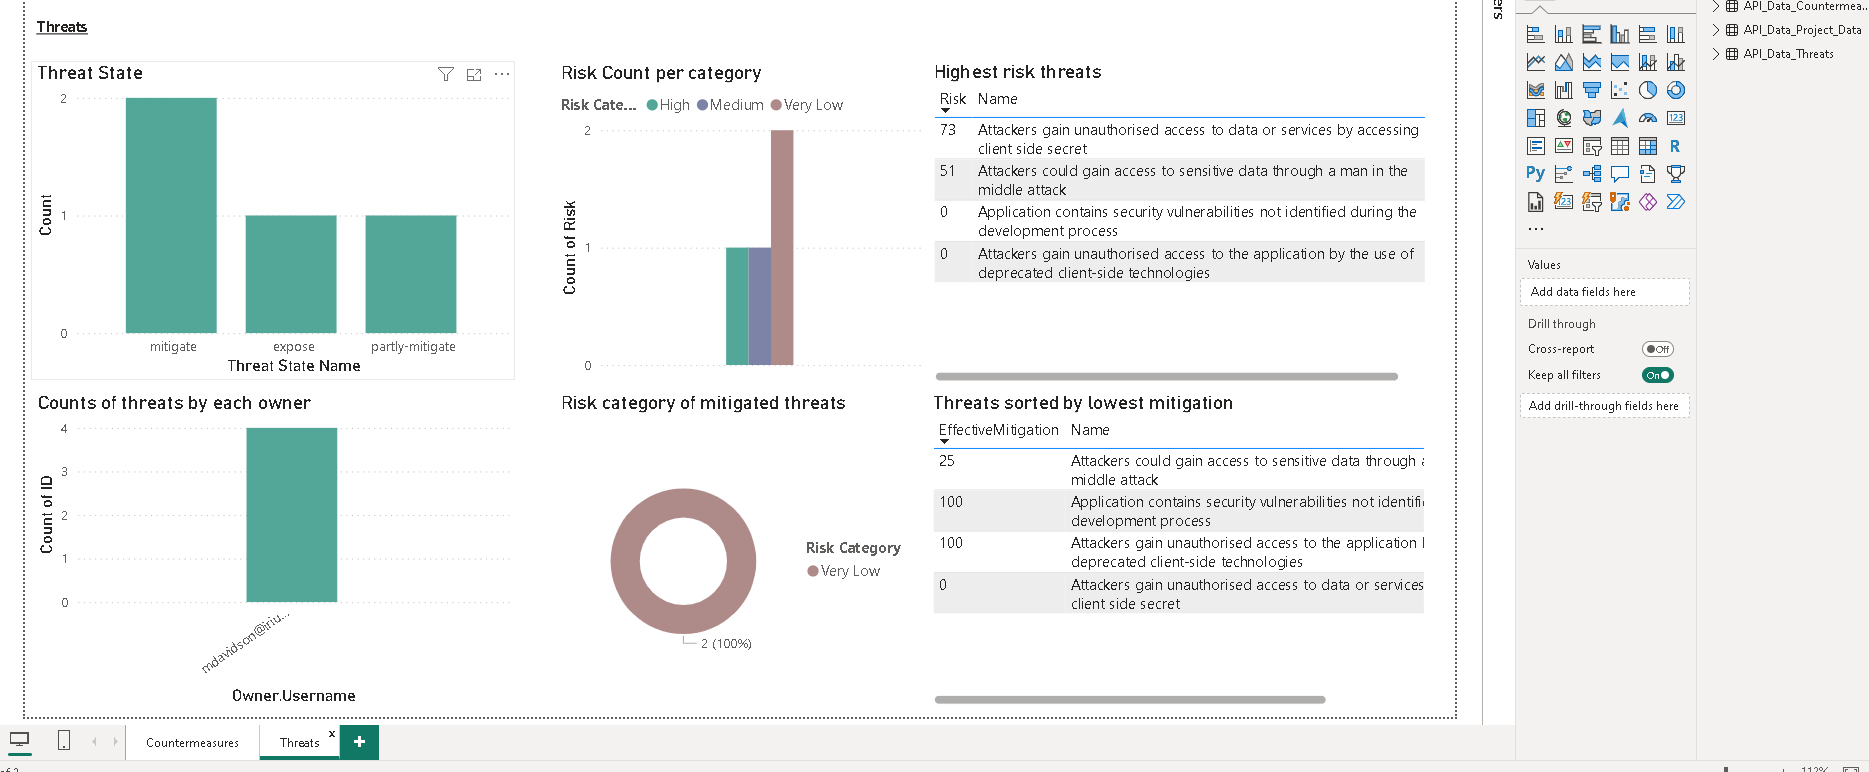 Threats
Threat State
2
1
0
Count
mitigate
expose
partly-mitigate
Threat State Name
Risk Count per category
Risk Cate... High Medium Very Low
2
1
0
Count of Risk
Highest risk threats
Risk Name
73 Attackers gain unauthorised access to data or services by accessing
client side secret
51 Attackers could gain access to sensitive data through a man in the
middle attack
0 Application contains security vulnerabilities not identified during the
development process
0 Attackers gain unauthorised access to the application by the use of
deprecated client-side technologies
Counts of threats by each owner
4
3
2
1
0
Count of ID
mdavidson@iriu...
Owner.Username
Risk category of mitigated threats
2 (100%)
Risk Category
Very Low
Threats sorted by lowest mitigation
EffectiveMitigation Name
25 Attackers could gain access to sensitive data through
middle attack
100 Application contains security vulnerabilities not identifi
development process
100 Attackers gain unauthorised access to the application
deprecated client-side technologies
0 Attackers gain unauthorised access to data or services
client side secret
ers
123
R
Py
123
...
Values
Add data fields here
Drill through
Cross-report Off
Keep all filters On
Add drill-through fields here
API_Data_Countermea...
API_Data_Project_Data
API_Data_Threats
Countermeasures
Threats x
+
112%